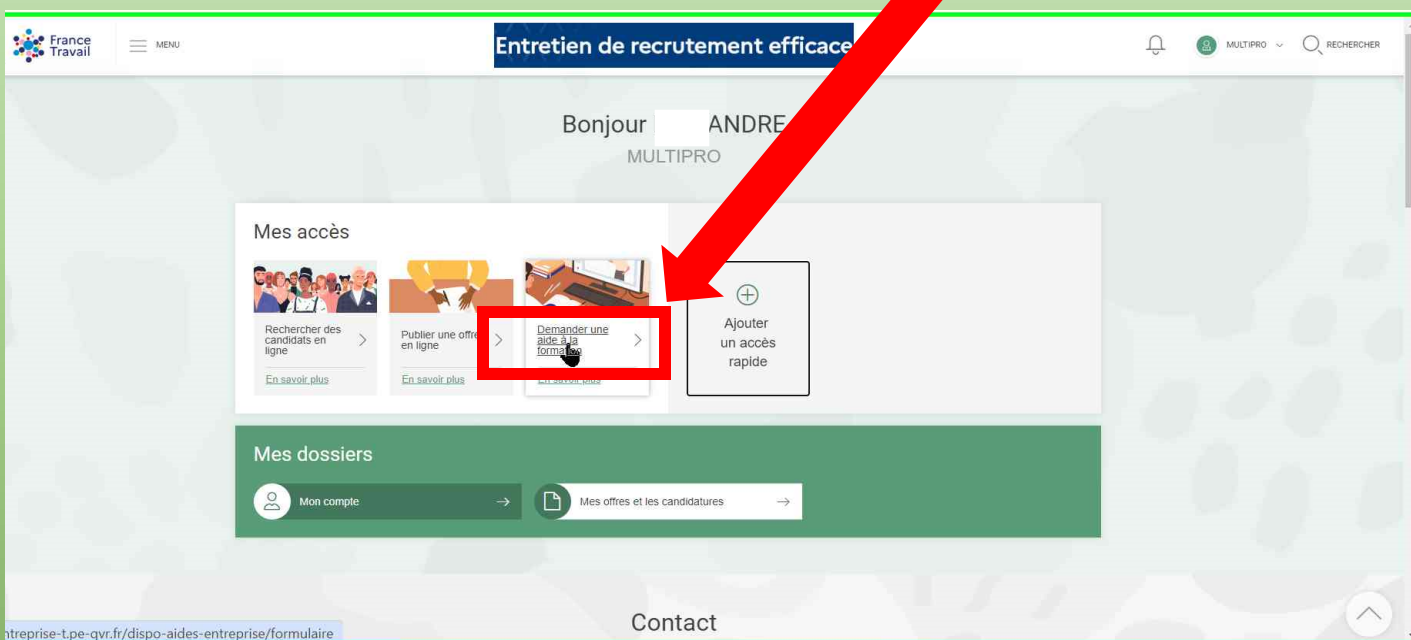 France
Travail
MENU
Entretien de recrutement efficace
MULTIPRO
RECHERCHER
Bonjour ANDRE
MULTIPRO
Mes accès
Rechercher des
candidats en
ligne
En savoir plus
Publier une offre
en ligne
En savoir plus
Demander une
aide à la
formation
En savoir plus
Ajouter
un accès
rapide
Mes dossiers
Mon compte
Mes offres et les candidatures
Contact
ntreprise-t.pe-qvr.fr/dispo-aides-entreprise/formulaire